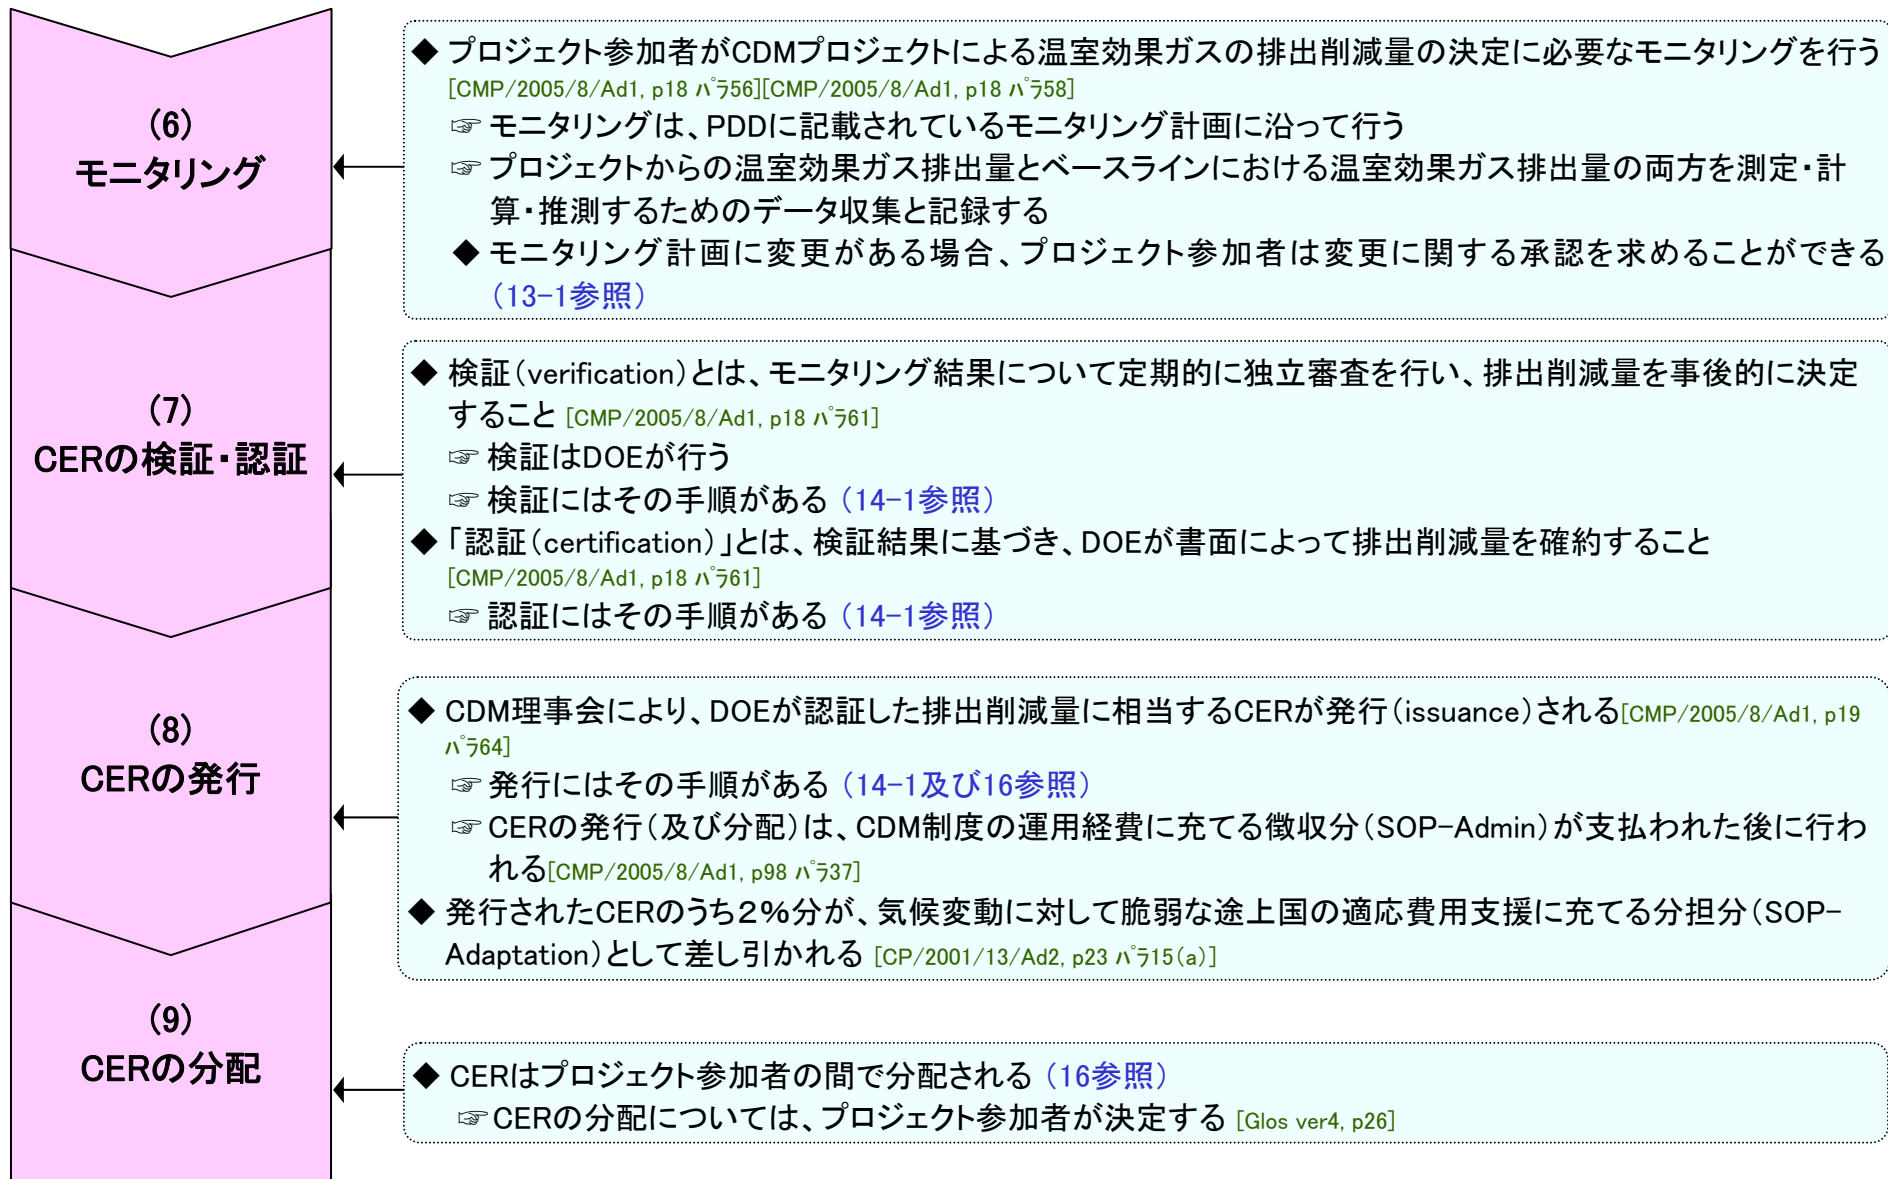 (6)
モニタリング
◆ プロジェクト参加者がCDMプロジェクトによる温室効果ガスの排出削減量の決定に必要なモニタリングを行う
[CMP/2005/8/Ad1, p18 ﾊﾟﾗ56][CMP/2005/8/Ad1, p18 ﾊﾟﾗ58]
☞ モニタリングは、PDDに記載されているモニタリング計画に沿って行う
☞ プロジェクトからの温室効果ガス排出量とベースラインにおける温室効果ガス排出量の両方を測定・計
算・推測するためのデータ収集と記録する
◆ モニタリング計画に変更がある場合、プロジェクト参加者は変更に関する承認を求めることができる
(13-1参照)
(7)
CERの検証・認証
◆ 検証(verification)とは、モニタリング結果について定期的に独立審査を行い、排出削減量を事後的に決定
すること [CMP/2005/8/Ad1, p18 ﾊﾟﾗ61]
☞ 検証はDOEが行う
☞ 検証にはその手順がある (14-1参照)
◆ 「認証(certification)」とは、検証結果に基づき、DOEが書面によって排出削減量を確約すること
[CMP/2005/8/Ad1, p18 ﾊﾟﾗ61]
☞ 認証にはその手順がある (14-1参照)
(8)
CERの発行
◆ CDM理事会により、DOEが認証した排出削減量に相当するCERが発行(issuance)される[CMP/2005/8/Ad1, p19
ﾊﾟﾗ64]
☞ 発行にはその手順がある (14-1及び16参照)
☞ CERの発行(及び分配)は、CDM制度の運用経費に充てる徴収分(SOP-Admin)が支払われた後に行わ
れる[CMP/2005/8/Ad1, p98 ﾊﾟﾗ37]
◆ 発行されたCERのうち2%分が、気候変動に対して脆弱な途上国の適応費用支援に充てる分担分(SOP-
Adaptation)として差し引かれる [CP/2001/13/Ad2, p23 ﾊﾟﾗ15(a)]
(9)
CERの分配
◆ CERはプロジェクト参加者の間で分配される (16参照)
☞ CERの分配については、プロジェクト参加者が決定する [Glos ver4, p26]